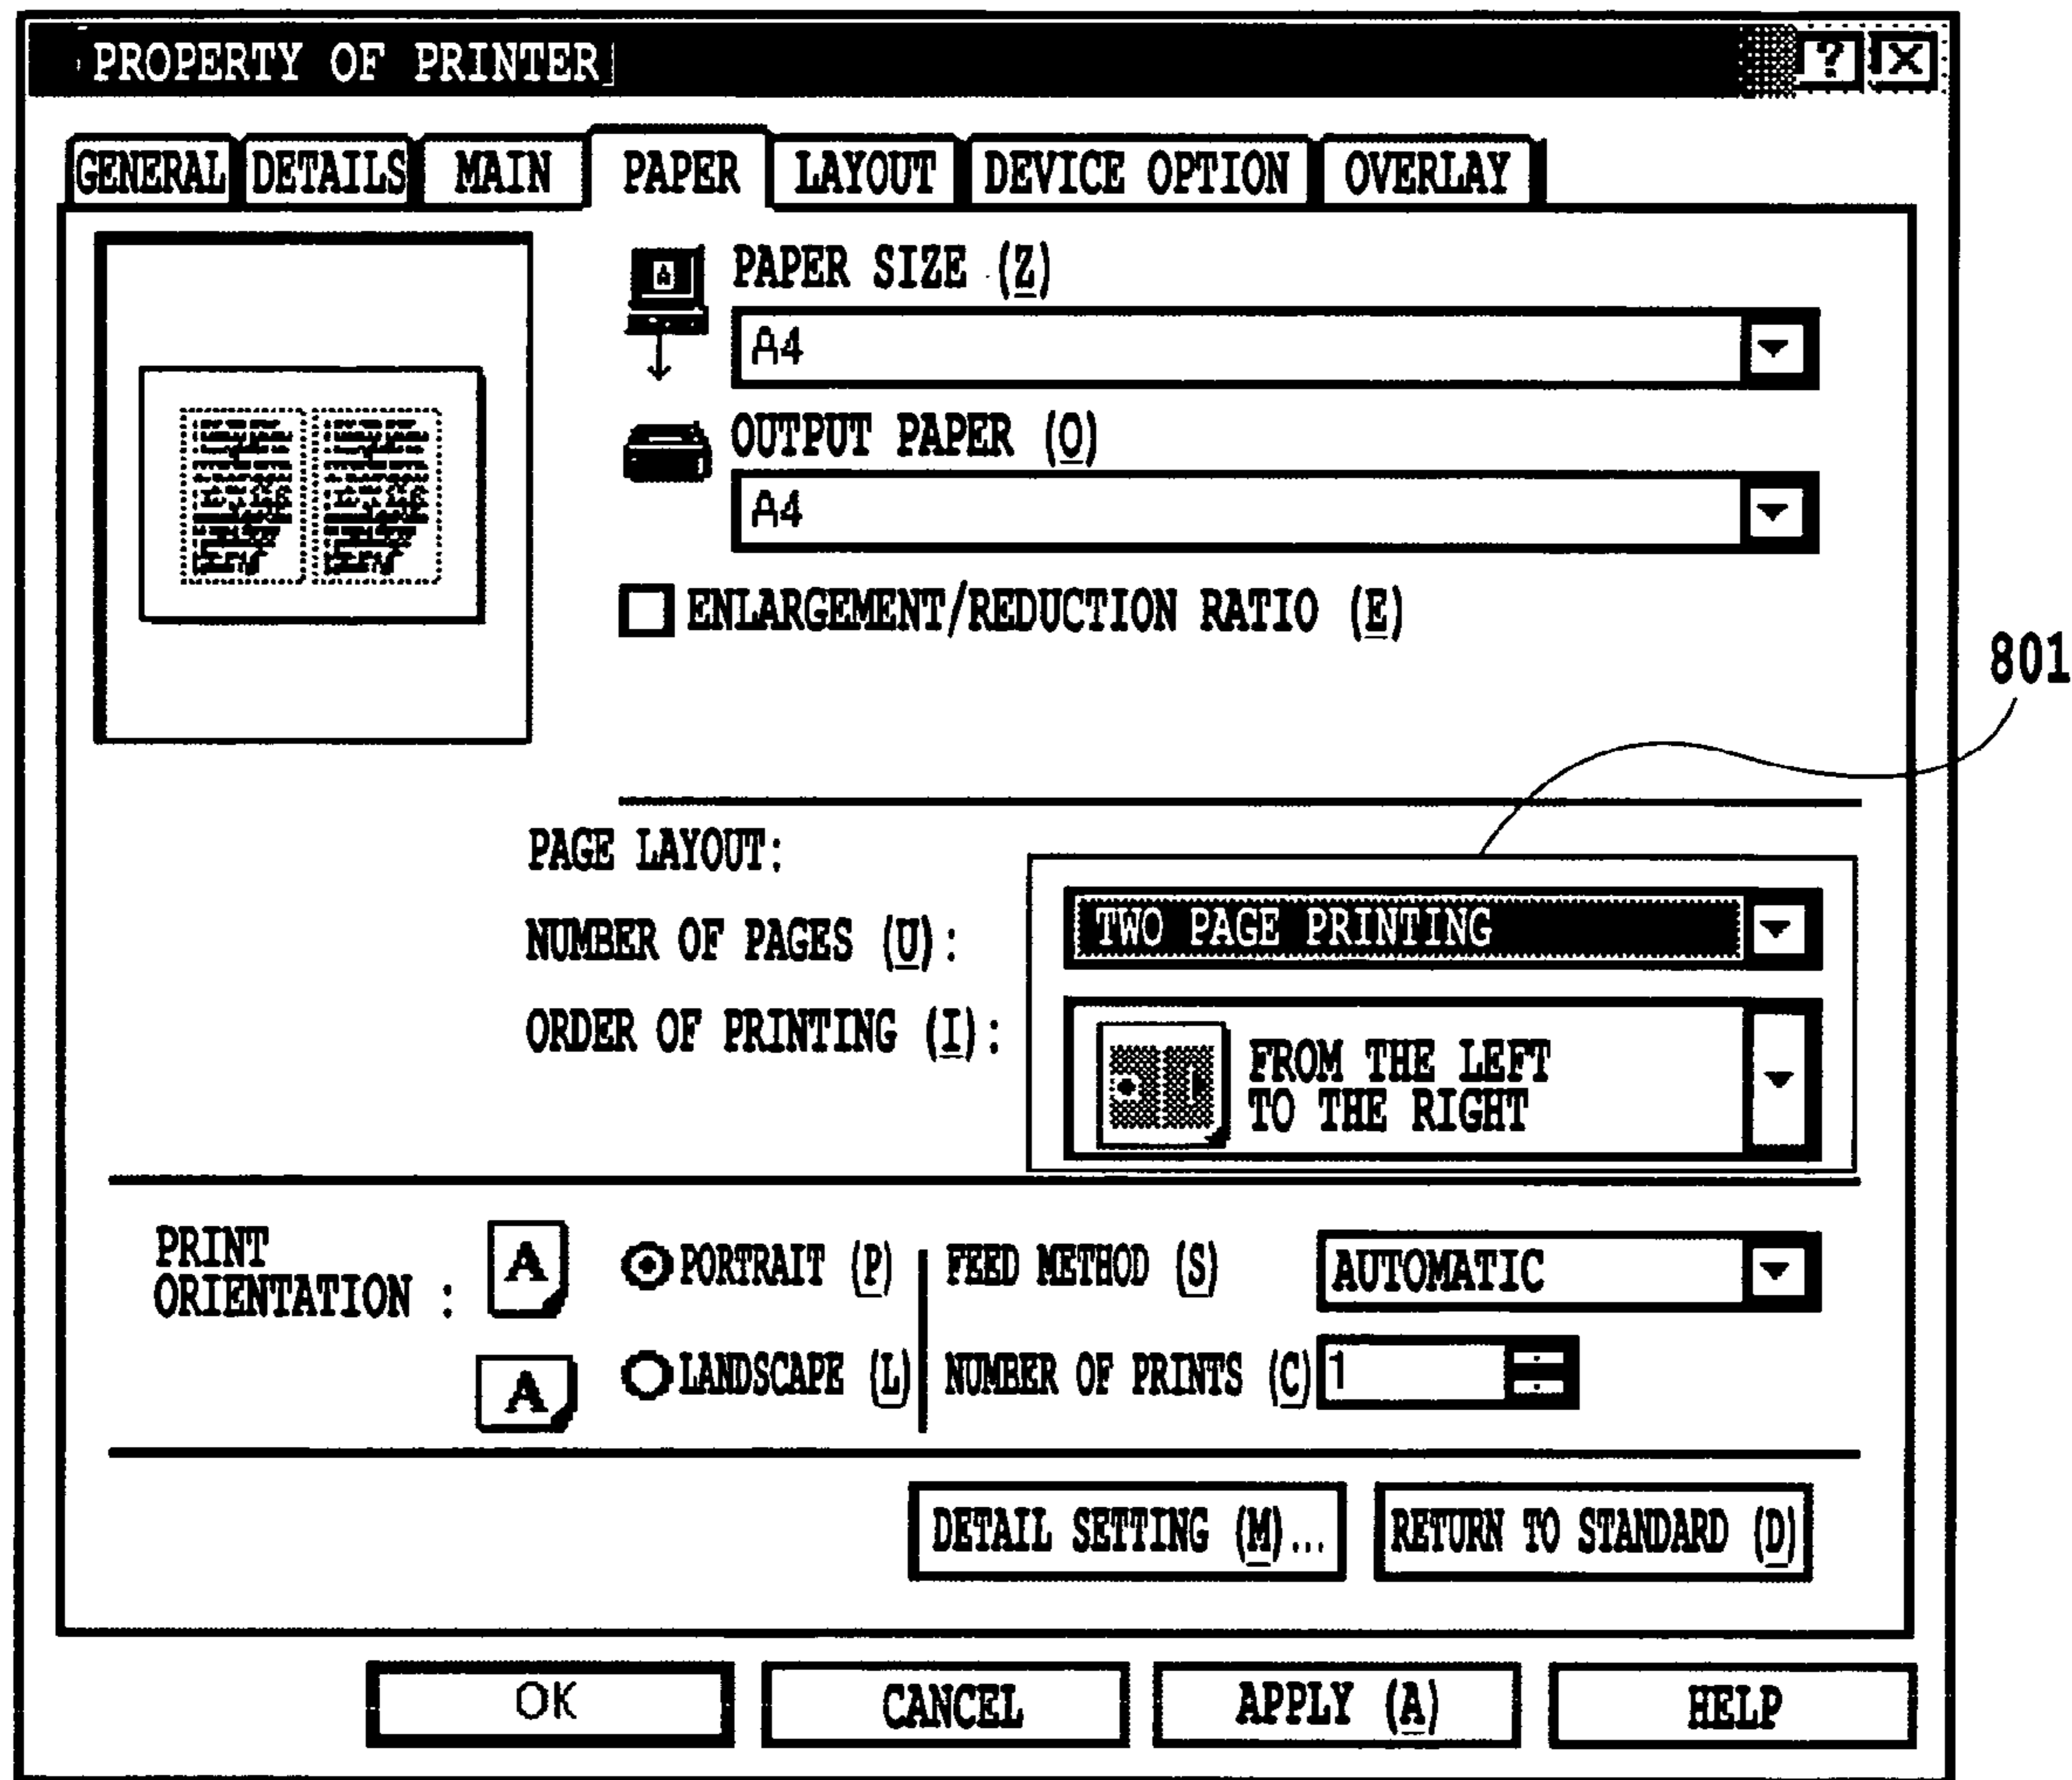 PROPERTY OF PRINTER
? X
GENERAL DETAILS MAIN PAPER LAYOUT DEVICE OPTION OVERLAY
PAPER SIZE (Z)
A4
OUTPUT PAPER (O)
A4
ENLARGEMENT/REDUCTION RATIO (E)
801
PAGE LAYOUT:
NUMBER OF PAGES (U): TWO PAGE PRINTING
ORDER OF PRINTING (I):
FROM THE LEFT
TO THE RIGHT
PRINT
ORIENTATION :
A PORTRAIT (P) FEED METHOD (S) AUTOMATIC
A LANDSCAPE (L) NUMBER OF PRINTS (C) 1
DETAIL SETTING (M)... RETURN TO STANDARD (D)
OK CANCEL APPLY (A) HELP